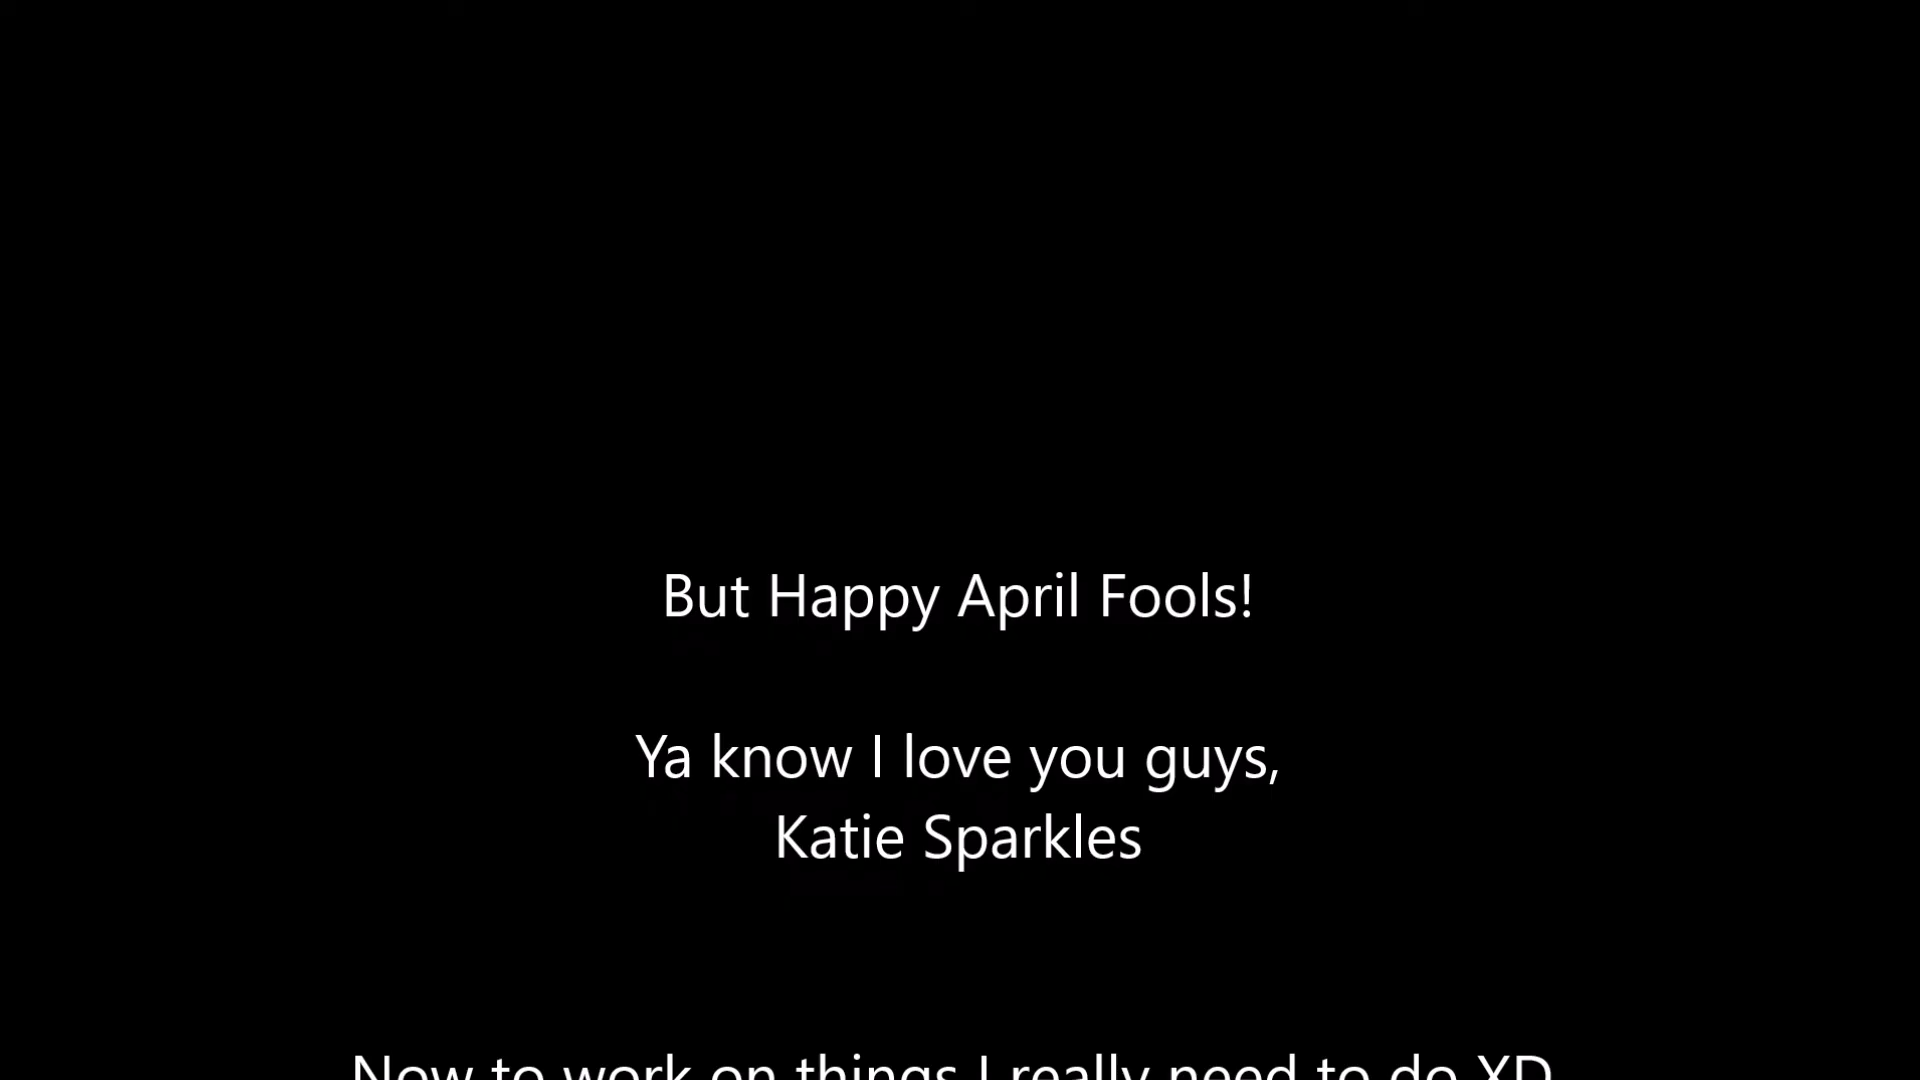 But Happy April Fools!
Ya know I love you guys,
Katie Sparkles
Now to work on things I really need to do XD